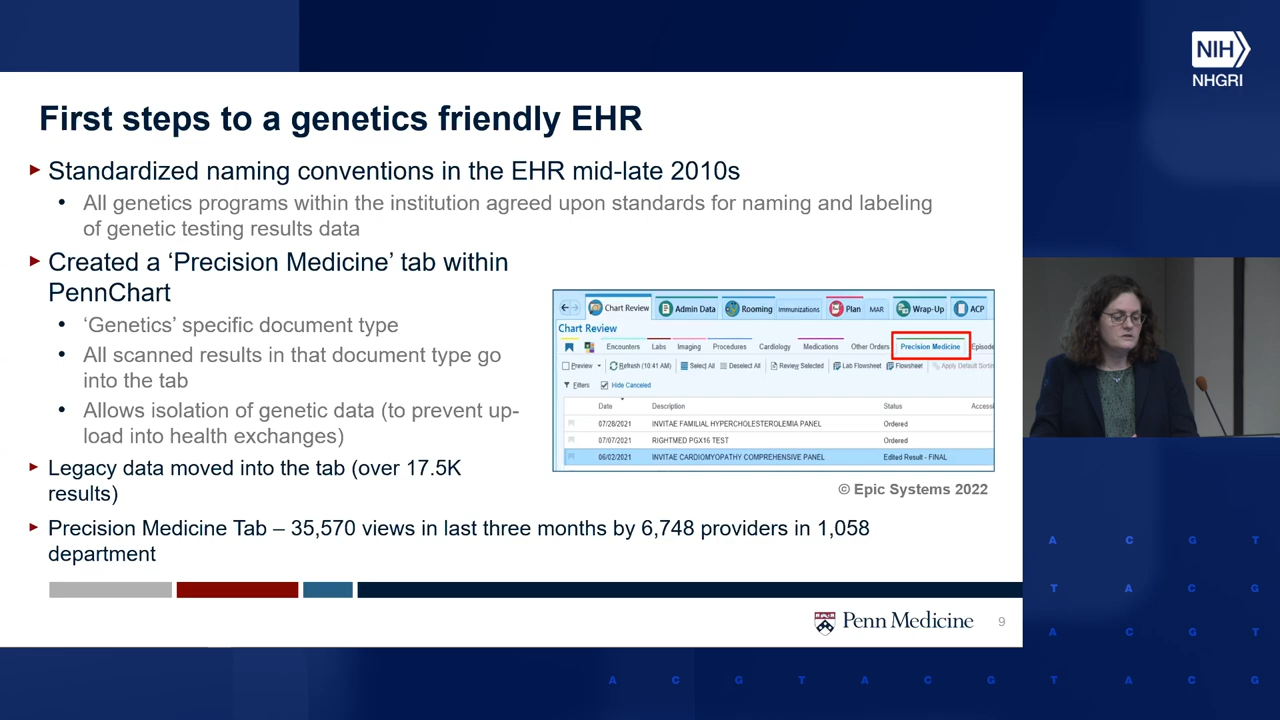 NIH
NHGRI
First steps to a genetics friendly EHR
Standardized naming conventions in the EHR mid-late 2010s
• All genetics programs within the institution agreed upon standards for naming and labeling
of genetic testing results data
Created a ‘Precision Medicine’ tab within
PennChart
• ‘Genetics’ specific document type
• All scanned results in that document type go
into the tab
• Allows isolation of genetic data (to prevent up-
load into health exchanges)
Legacy data moved into the tab (over 17.5K
results)
Chart Review Admin Data Rooming Immunizations Plan MAR Wrap-Up ACP
Chart Review
Encounters Labs Imaging Procedures Cardiology Medications Other Orders Precision Medicine Episode
Preview Refresh (10:41 AM) Select All Deselect All Review Selected Lab Flowsheet Flowsheet Apply Default Sortin
Filters Hide Canceled
Date Description Status Accessi
07/28/2021 INVITAE FAMILIAL HYPERCHOLESTEROLEMIA PANEL Ordered
07/07/2021 RIGHTMED PGX16 TEST Ordered
06/02/2021 INVITAE CARDIOMYOPATHY COMPREHENSIVE PANEL Edited Result - FINAL
© Epic Systems 2022
Precision Medicine Tab – 35,570 views in last three months by 6,748 providers in 1,058
department
Penn Medicine 9
A C G T
T A C G
A C G T
A C G T A C G T A C G